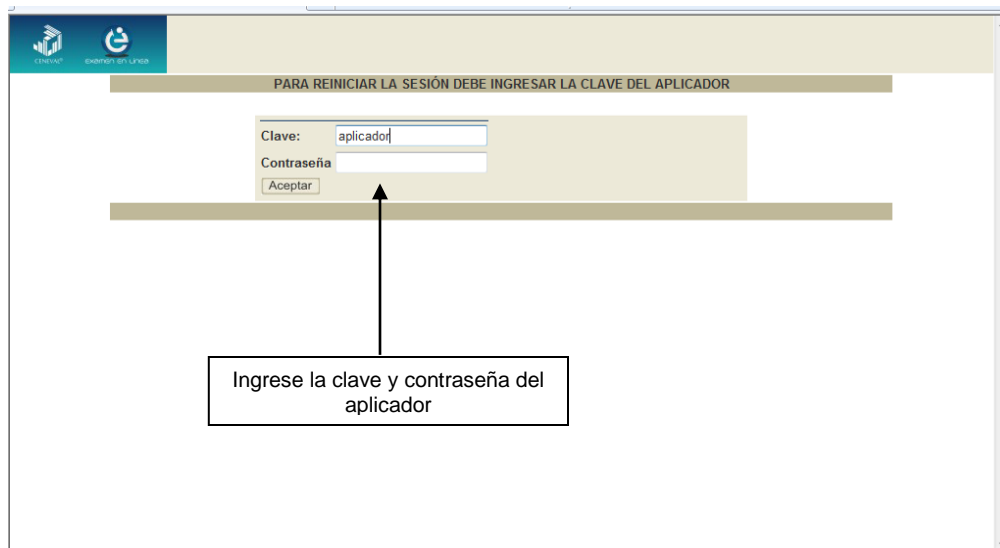 CENEVAL®
examen en línea
PARA REINICIAR LA SESIÓN DEBE INGRESAR LA CLAVE DEL APLICADOR
Clave: aplicador
Contraseña
Aceptar
Ingrese la clave y contraseña del
aplicador